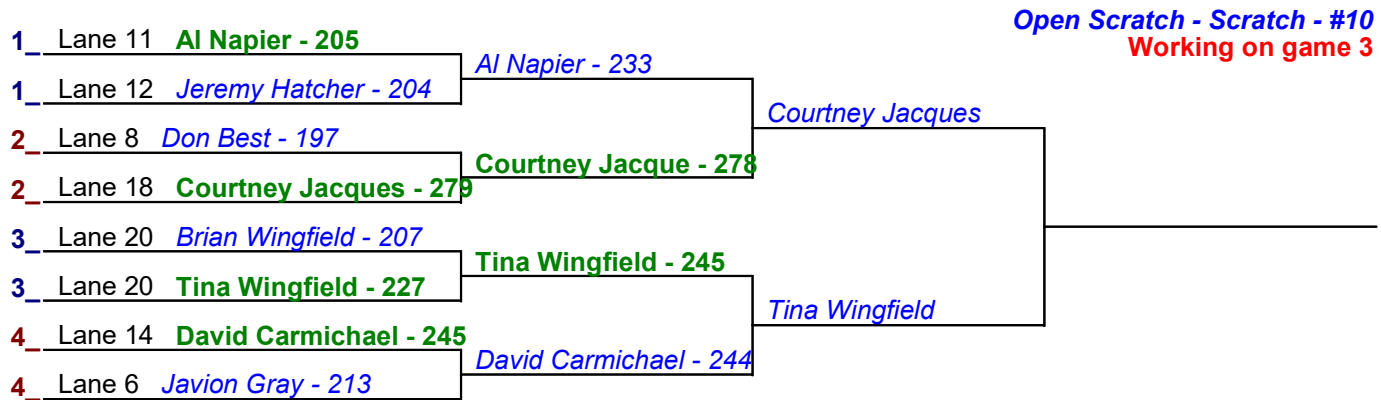 Open Scratch - Scratch - #10
Working on game 3
1_ Lane 11 Al Napier - 205
Al Napier - 233
1_ Lane 12 Jeremy Hatcher - 204
Courtney Jacques
2_ Lane 8 Don Best - 197
Courtney Jacque - 278
2_ Lane 18 Courtney Jacques - 279
3_ Lane 20 Brian Wingfield - 207
Tina Wingfield - 245
3_ Lane 20 Tina Wingfield - 227
Tina Wingfield
4_ Lane 14 David Carmichael - 245
David Carmichael - 244
4_ Lane 6 Javion Gray - 213